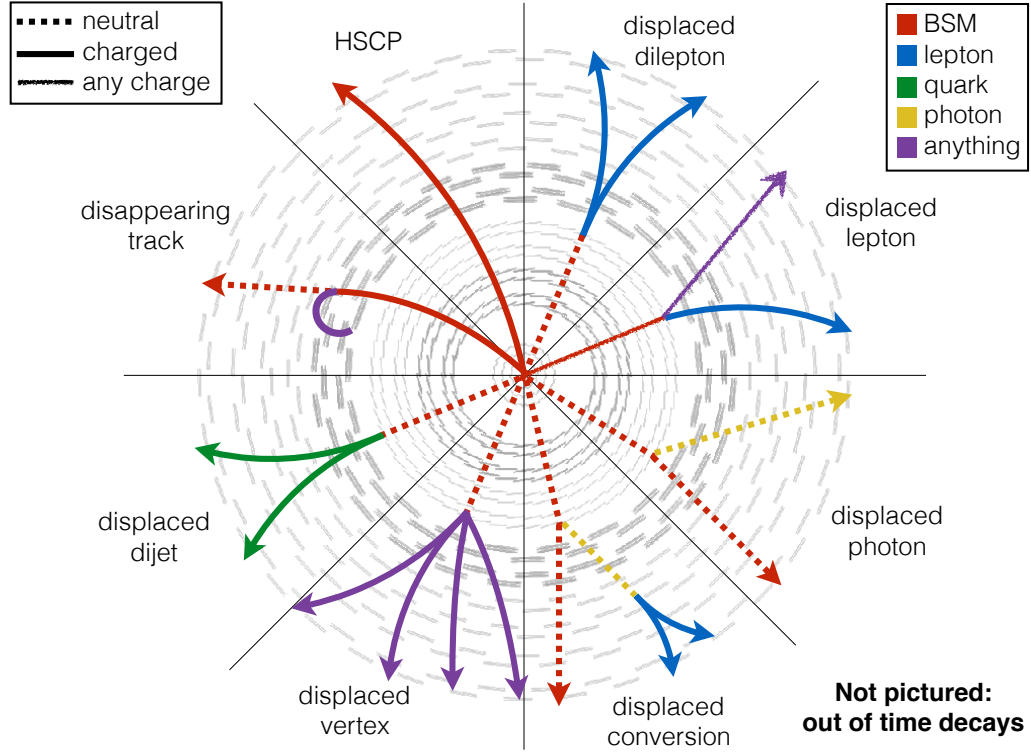 neutral
charged
any charge
BSM
lepton
quark
photon
anything
HSCP
displaced
dilepton
disappearing
track
displaced
lepton
displaced
dijet
displaced
photon
displaced
vertex
displaced
conversion
Not pictured:
out of time decays